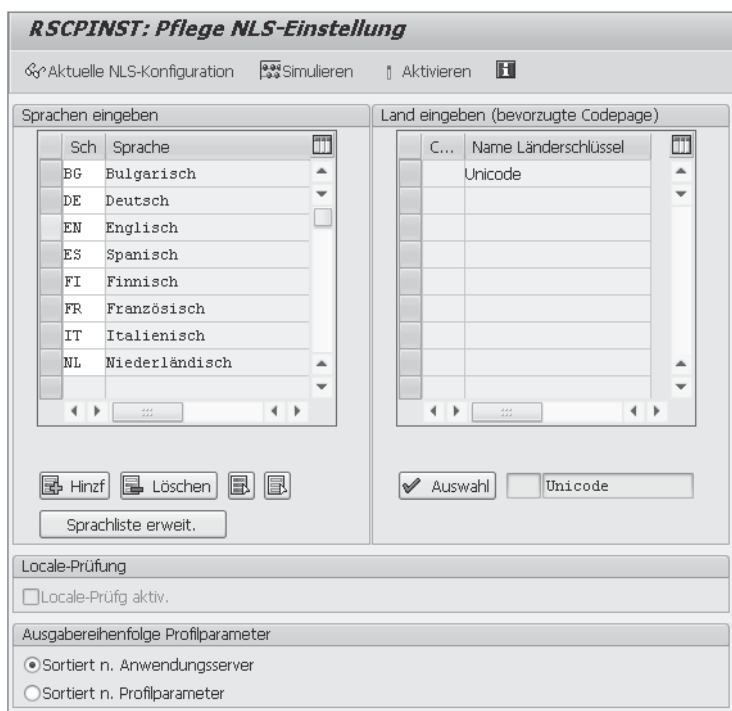 RSCPINST: Pflege NLS-Einstellung
Aktuelle NLS-Konfiguration Simulieren Aktivieren
Sprachen eingeben
Sch Sprache
BG Bulgarisch
DE Deutsch
EN Englisch
ES Spanisch
FI Finnisch
FR Französisch
IT Italienisch
NL Niederländisch
Hinzf Löschen
Sprachliste erweit.
Land eingeben (bevorzugte Codepage)
C... Name Länderschlüssel
Unicode
Auswahl Unicode
Locale-Prüfung
Locale-Prüfg aktiv.
Ausgabereihenfolge Profilparameter
Sortiert n. Anwendungsserver
Sortiert n. Profilparameter